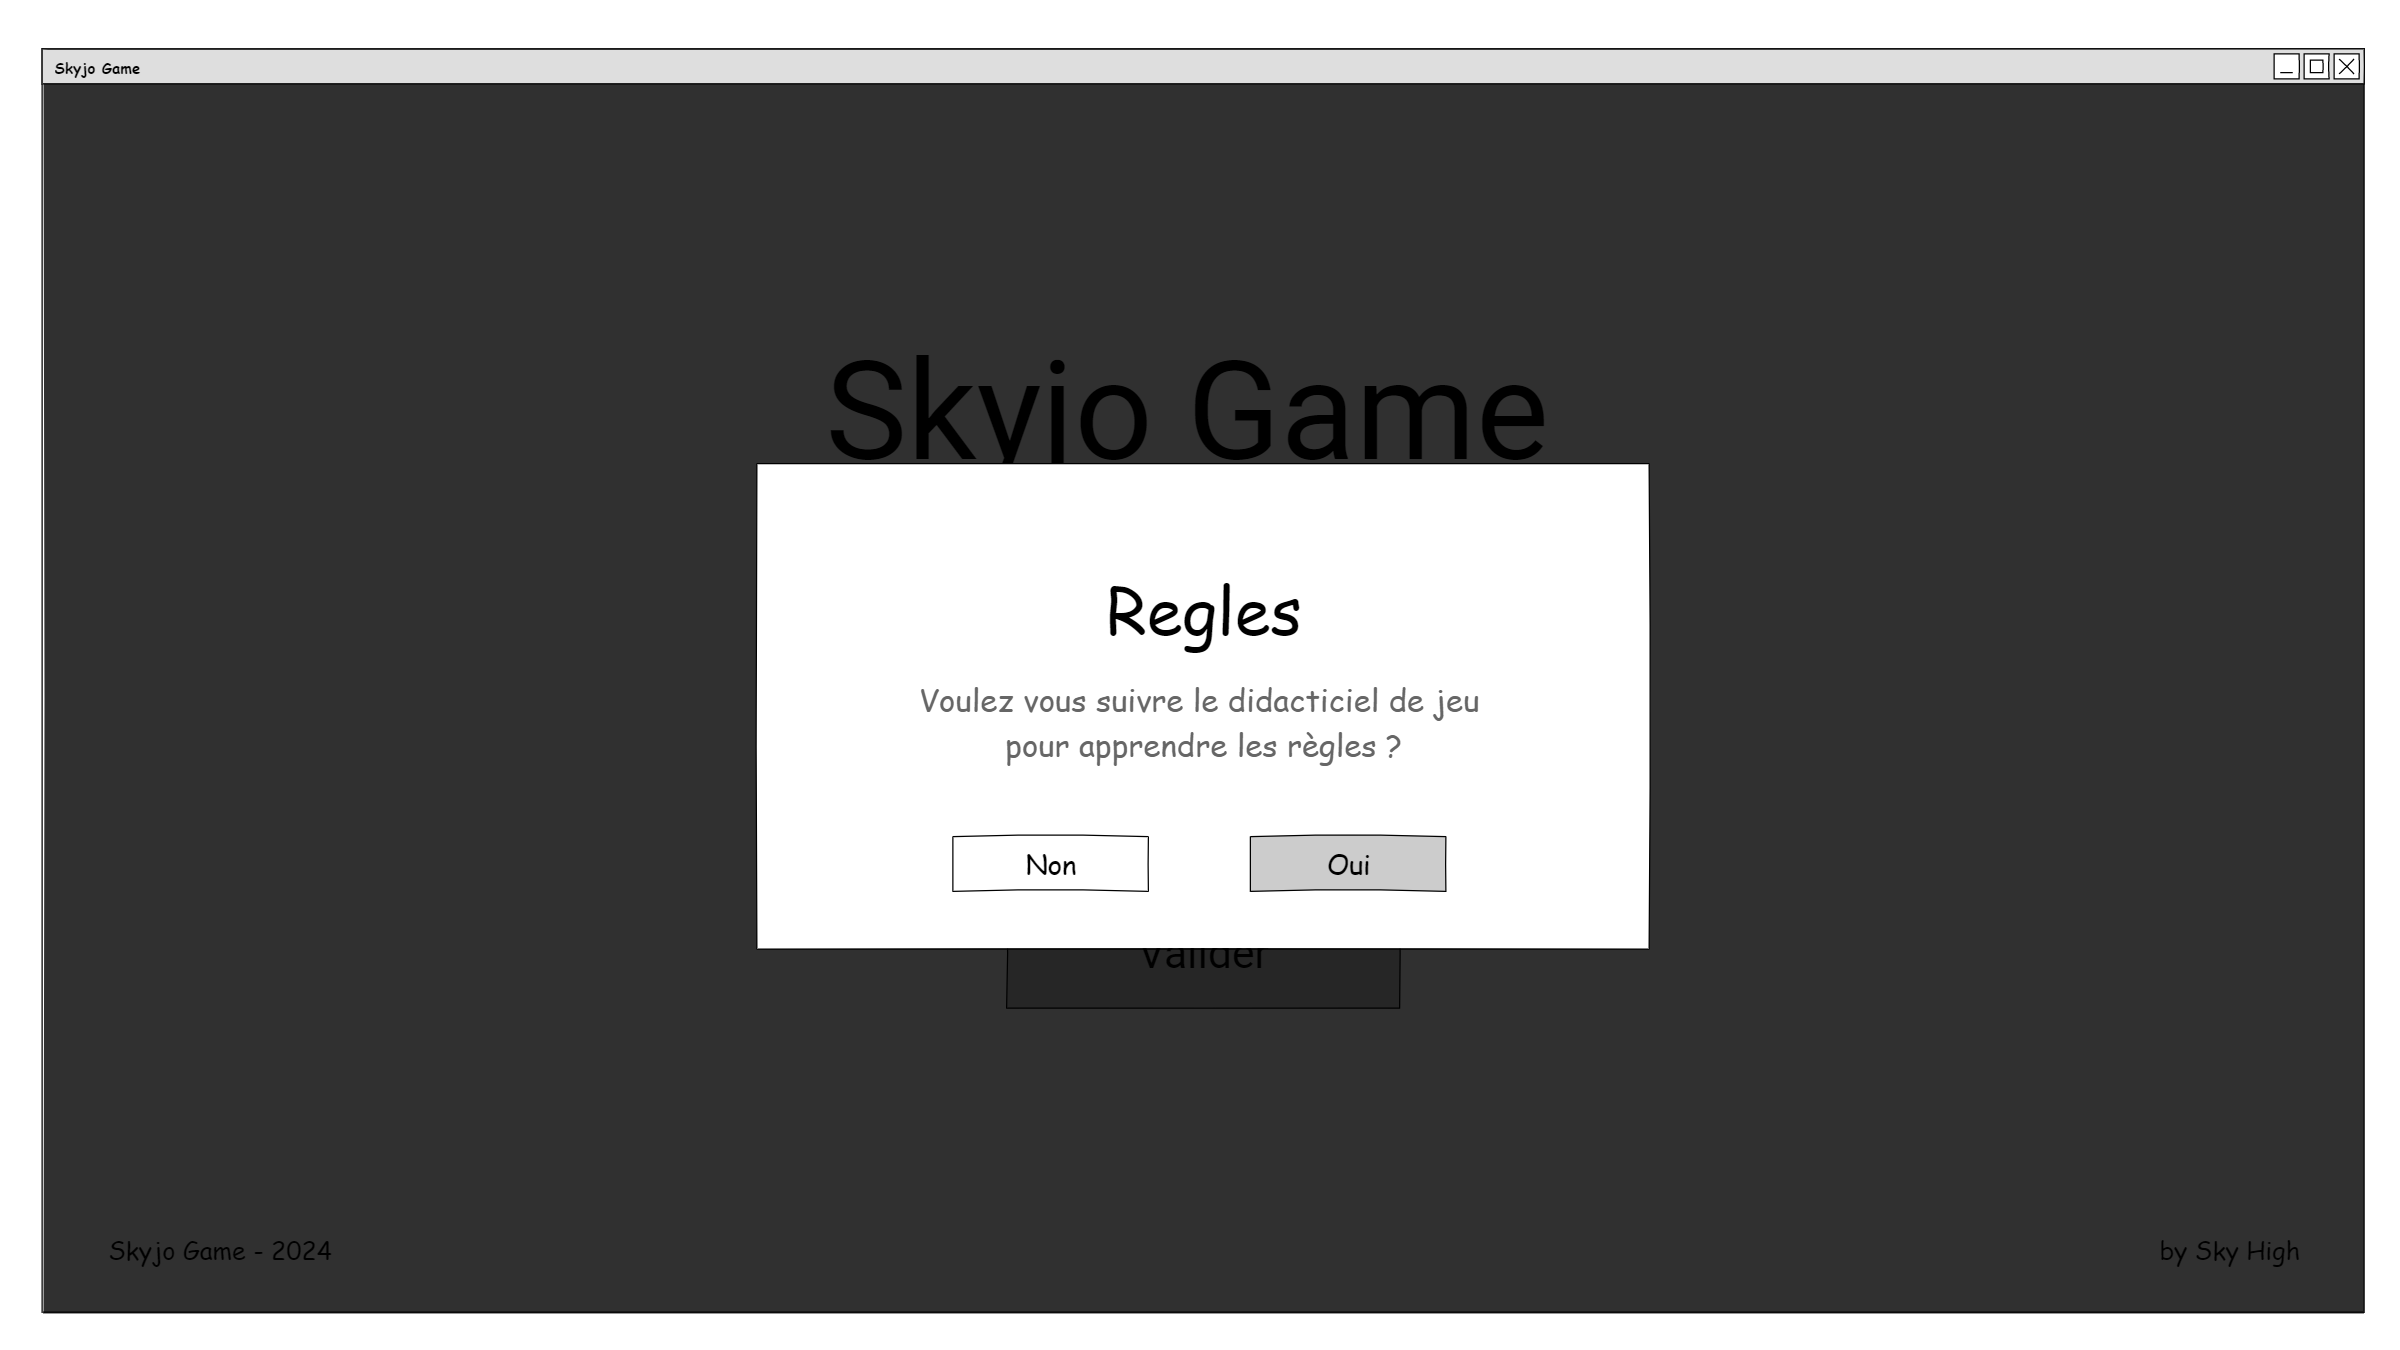 Skyjo Game
Skyjo Game
Regles
Voulez vous suivre le didacticiel de jeu
pour apprendre les règles ?
Non
Oui
Valider
Skyjo Game - 2024
by Sky High